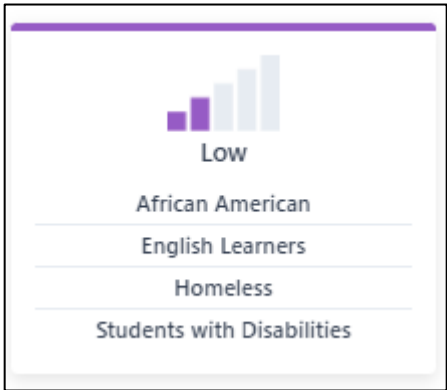 Low
African American
English Learners
Homeless
Students with Disabilities